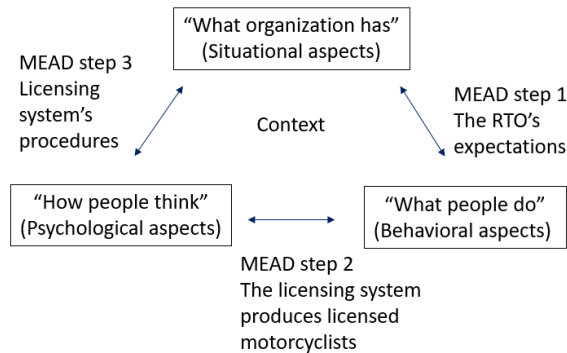 “What organization has”
(Situational aspects)
MEAD step 3
Licensing
system’s
procedures
MEAD step 1
The RTO’s
expectations
Context
“How people think”
(Psychological aspects)
“What people do”
(Behavioral aspects)
MEAD step 2
The licensing system
produces licensed
motorcyclists